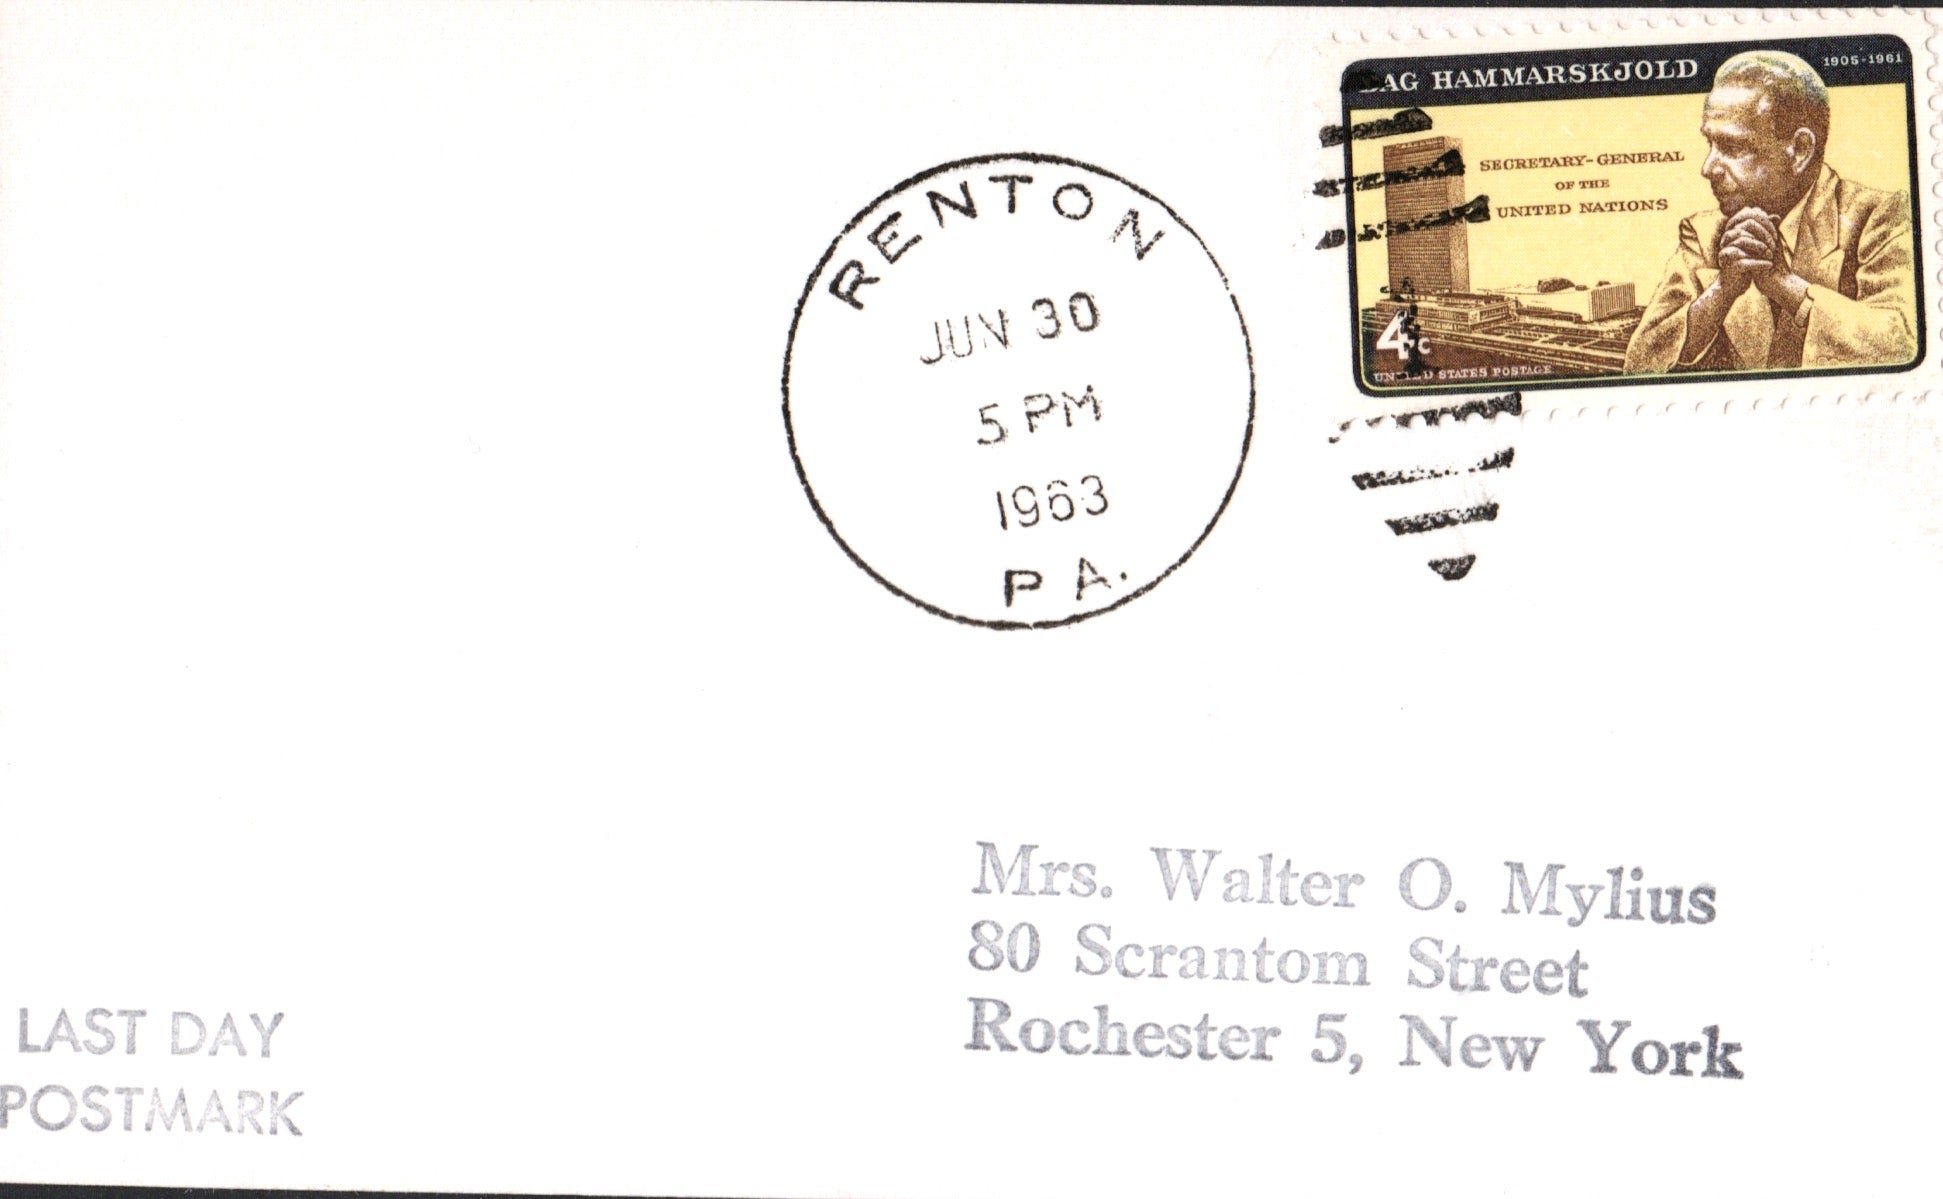 DAG HAMMARSKJOLD
1905-1961
SECRETARY-GENERAL
OF THE
UNITED NATIONS
4c
UNITED STATES POSTAGE
RENTON
JUN 30
5 PM
1963
PA.
Mrs. Walter O. Mylius
80 Scrantom Street
Rochester 5, New York
LAST DAY
POSTMARK